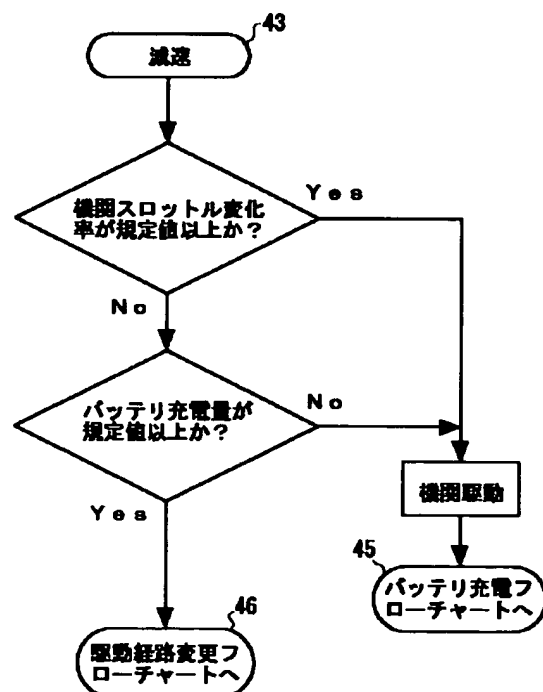 43
減速
機関スロットル変化
率が規定値以上か?
Yes
No
バッテリ充電量が
規定値以上か?
No
Yes
機関駆動
45
バッテリ充電フ
ローチャートへ
46
駆動経路変更フ
ローチャートへ